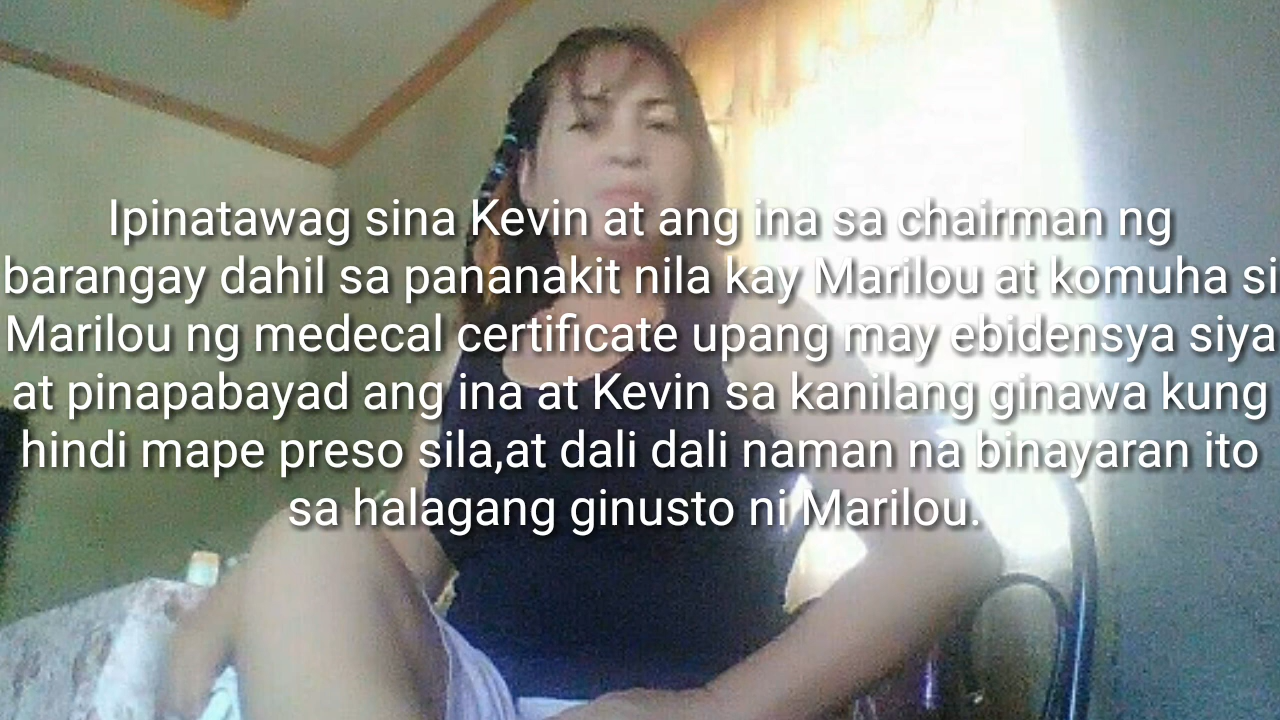 Ipinatawag sina Kevin at ang ina sa chairman ng
barangay dahil sa pananakit nila kay Marilou at komuha si
Marilou ng medecal certificate upang may ebidensya siya
at pinapabayad ang ina at Kevin sa kanilang ginawa kung
hindi mape preso sila,at dali dali naman na binayaran ito
sa halagang ginusto ni Marilou.